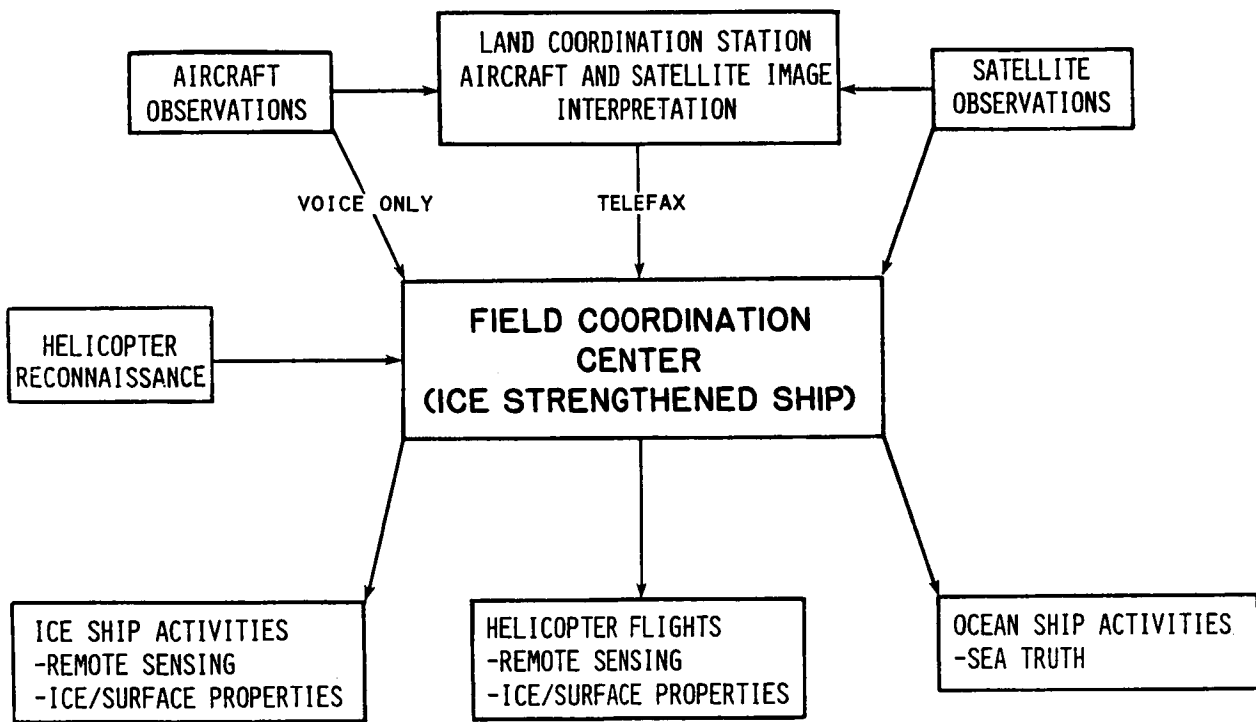 AIRCRAFT
OBSERVATIONS
LAND COORDINATION STATION
AIRCRAFT AND SATELLITE IMAGE
INTERPRETATION
SATELLITE
OBSERVATIONS
VOICE ONLY
TELEFAX
HELICOPTER
RECONNAISSANCE
FIELD COORDINATION
CENTER
(ICE STRENGTHENED SHIP)
ICE SHIP ACTIVITIES
-REMOTE SENSING
-ICE/SURFACE PROPERTIES
HELICOPTER FLIGHTS
-REMOTE SENSING
-ICE/SURFACE PROPERTIES
OCEAN SHIP ACTIVITIES
-SEA TRUTH